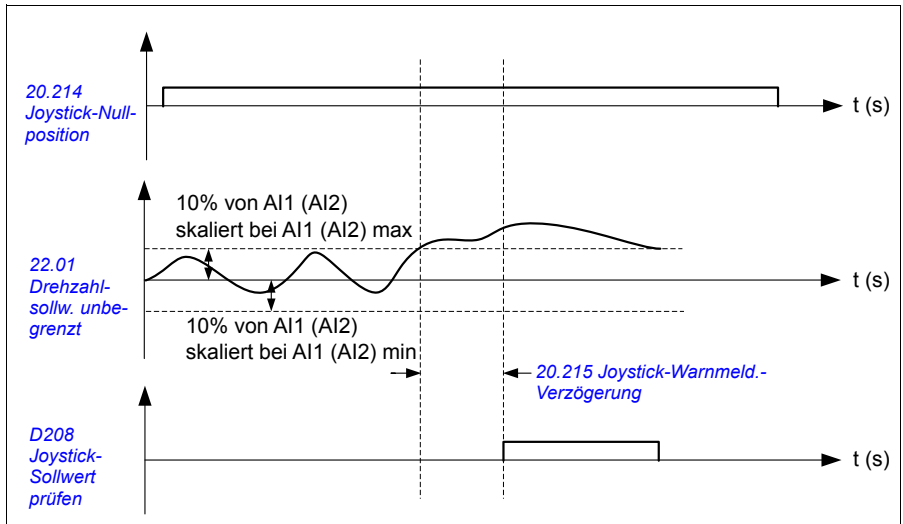 20.214
Joystick-Null-
position
t (s)
10% von AI1 (AI2)
skaliert bei AI1 (AI2) max
22.01
Drehzahl-
sollw. unbe-
grenzt
t (s)
10% von AI1 (AI2)
skaliert bei AI1 (AI2) min
20.215 Joystick-Warnmeld.-
Verzögerung
D208
Joystick-
Sollwert
prüfen
t (s)